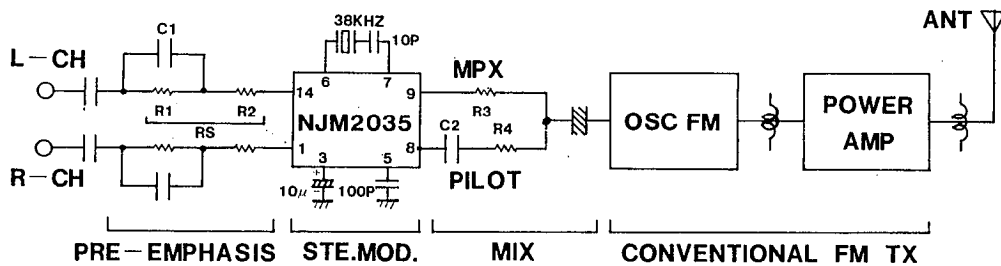 ANT
38KHZ
10P
C1
L-CH
6 7
MPX
14 9
R1 R2 R3
NJM2035
OSC FM
POWER AMP
RS
C2 R4
R-CH
1 8
3 5
+
10μ
100P
PILOT
PRE-EMPHASIS STE.MOD. MIX CONVENTIONAL FM TX